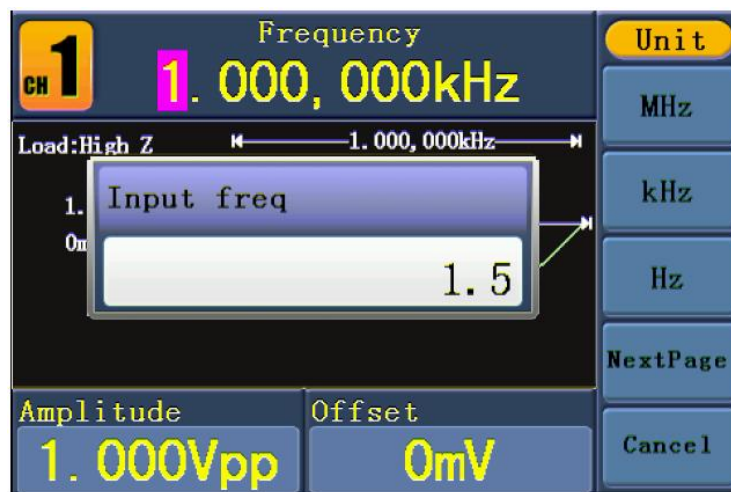 CH 1
Frequency
1.000,000kHz
Load:High Z
1.000,000kHz
1.
0m
Input freq
1.5
Amplitude
1.000Vpp
Offset
0mV
Unit
MHz
kHz
Hz
NextPage
Cancel